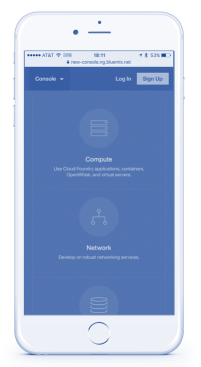 AT&T 18:11 53%
new-console.ng.bluemix.net
Console Log In Sign Up
Compute
Use Cloud Foundry applications, containers,
OpenWhisk, and virtual servers.
Network
Develop on robust networking services.